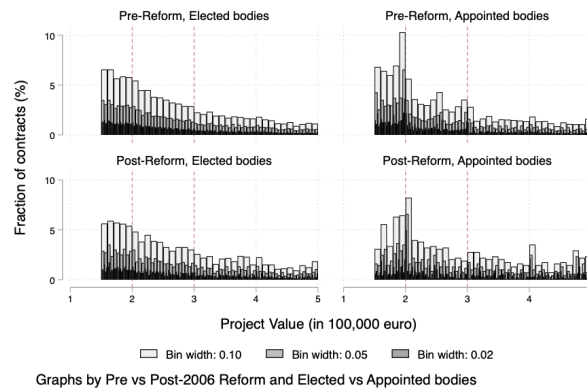 Pre-Reform, Elected bodies
Pre-Reform, Appointed bodies
10
5
0
Post-Reform, Elected bodies
Post-Reform, Appointed bodies
10
5
0
1 2 3 4 5 1 2 3 4
Fraction of contracts (%)
Project Value (in 100,000 euro)
Bin width: 0.10 Bin width: 0.05 Bin width: 0.02
Graphs by Pre vs Post-2006 Reform and Elected vs Appointed bodies